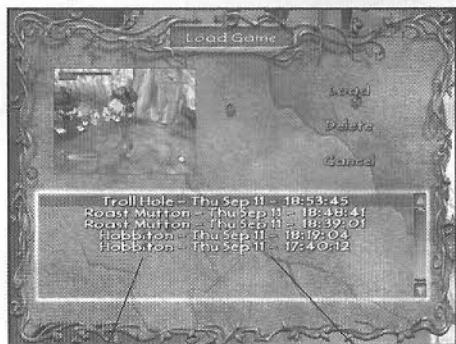 Load Game
Load
Delete
Cancel
Troll Hole - Thu Sep 11 - 18:53:45
Roast Mutton - Thu Sep 11 - 18:48:41
Roast Mutton - Thu Sep 11 - 18:39:01
Hobbiton - Thu Sep 11 - 18:19:04
Hobbiton - Thu Sep 11 - 17:40:12